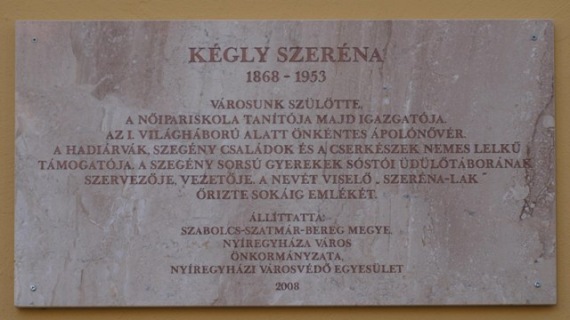 KÉGLY SZERÉNA
1868 - 1953
VÁROSUNK SZÜLÖTTE,
A NŐIPARISKOLA TANÍTÓJA MAJD IGAZGATÓJA.
AZ I. VILÁGHÁBORÚ ALATT ÖNKÉNTES ÁPOLÓNŐVÉR.
A HADIÁRVÁK, SZEGÉNY CSALÁDOK ÉS A CSERKÉSZEK NEMES LELKŰ
TÁMOGATÓJA. A SZEGÉNY SORSÚ GYEREKEK SÓSTÓI ÜDÜLŐTÁBORÁNAK
SZERVEZŐJE, VEZETŐJE. A NEVÉT VISELŐ „ SZERÉNA-LAK "
ŐRIZTE SOKÁIG EMLÉKÉT.
ÁLLÍTTATTA:
SZABOLCS-SZATMÁR-BEREG MEGYE,
NYÍREGYHÁZA VÁROS
ÖNKORMÁNYZATA,
NYÍREGYHÁZI VÁROSVÉDŐ EGYESÜLET
2008